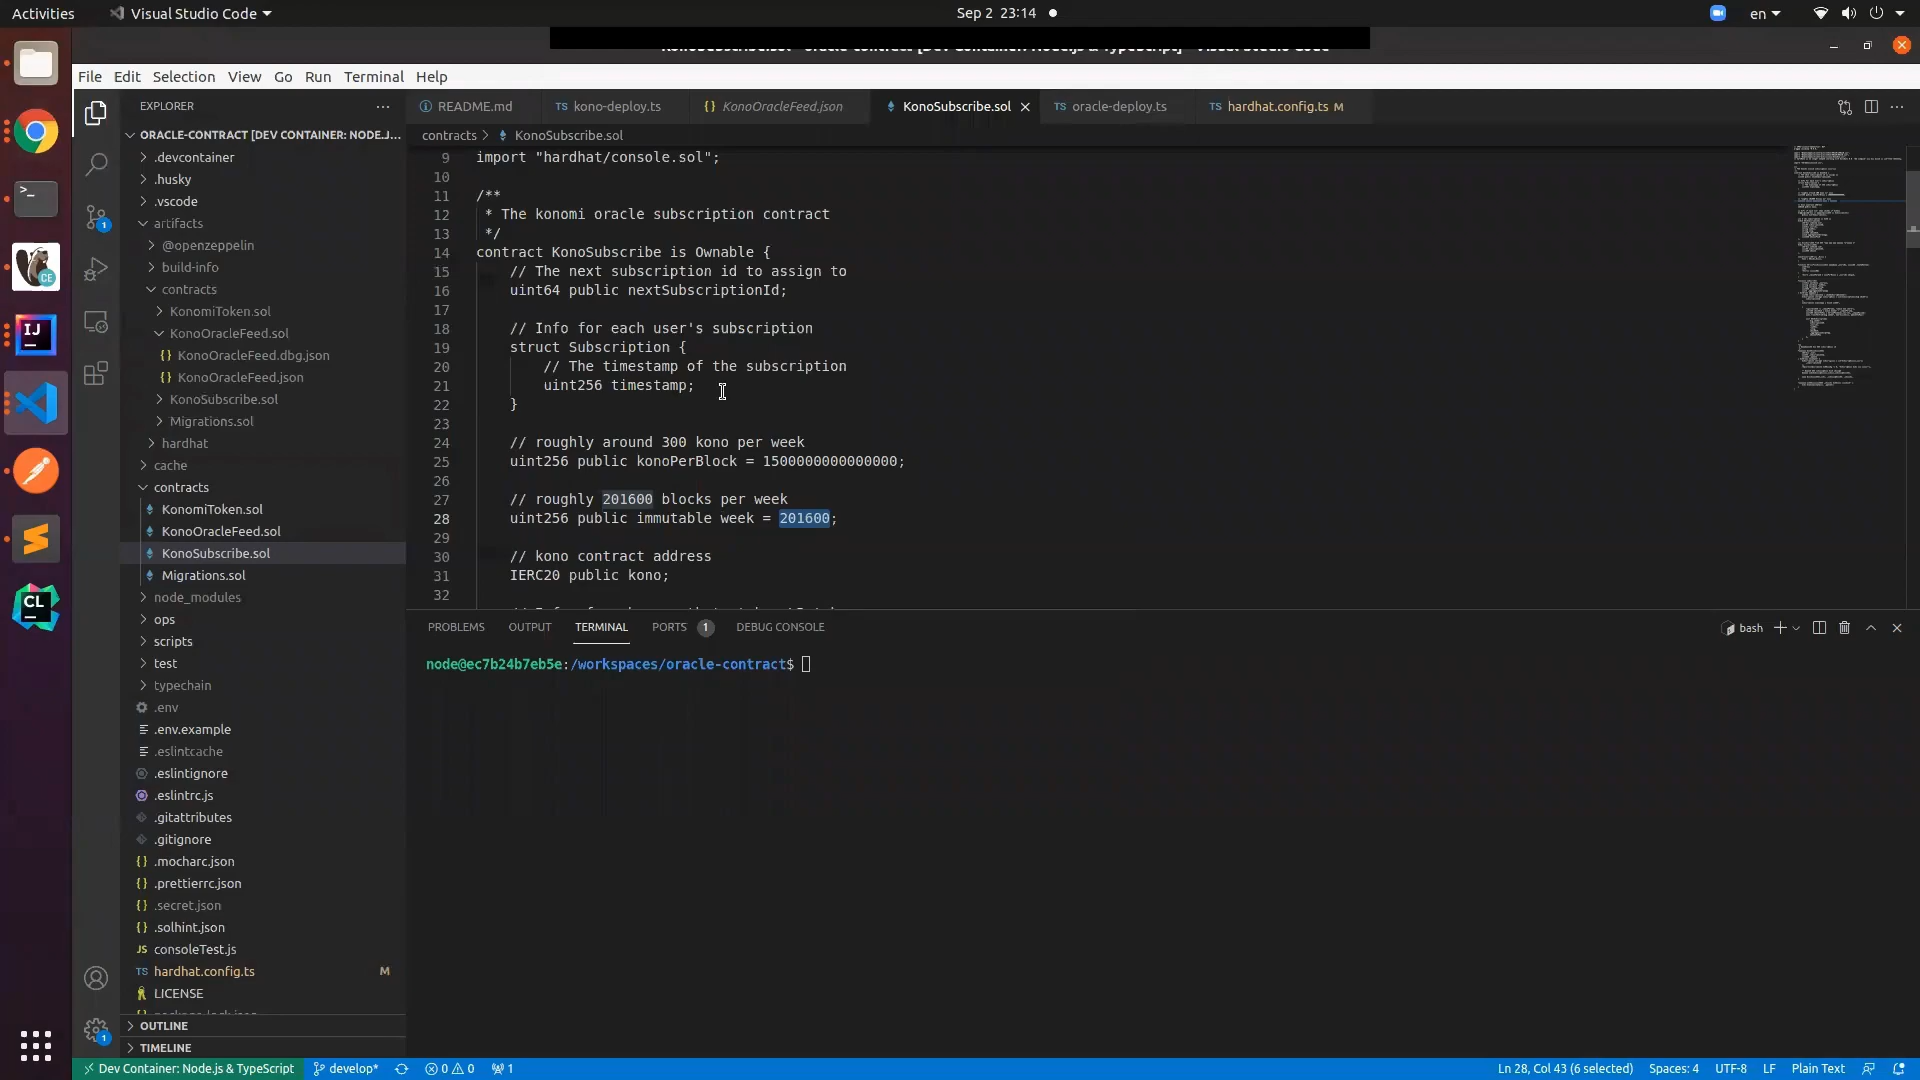 Activities
Visual Studio Code
Sep 2 23:14
en
File Edit Selection View Go Run Terminal Help
EXPLORER
ORACLE-CONTRACT [DEV CONTAINER: NODE.J...
.devcontainer
.husky
.vscode
artifacts
@openzeppelin
build-info
contracts
KonomiToken.sol
KonoOracleFeed.sol
{} KonoOracleFeed.dbg.json
{} KonoOracleFeed.json
KonoSubscribe.sol
Migrations.sol
hardhat
cache
contracts
KonomiToken.sol
KonoOracleFeed.sol
KonoSubscribe.sol
Migrations.sol
node_modules
ops
scripts
test
typechain
.env
.env.example
.eslintcache
.eslintignore
.eslintrc.js
.gitattributes
.gitignore
{} .mocharc.json
{} .prettierrc.json
{} .secret.json
{} .solhint.json
JS consoleTest.js
TS hardhat.config.ts M
LICENSE
OUTLINE
TIMELINE
README.md
TS kono-deploy.ts
{} KonoOracleFeed.json
KonoSubscribe.sol
TS oracle-deploy.ts
TS hardhat.config.ts M
contracts > KonoSubscribe.sol
9 import "hardhat/console.sol";
10
11 /**
12 * The konomi oracle subscription contract
13 */
14 contract KonoSubscribe is Ownable {
15 // The next subscription id to assign to
16 uint64 public nextSubscriptionId;
17
18 // Info for each user's subscription
19 struct Subscription {
20 // The timestamp of the subscription
21 uint256 timestamp;
22 }
23
24 // roughly around 300 kono per week
25 uint256 public konoPerBlock = 1500000000000000;
26
27 // roughly 201600 blocks per week
28 uint256 public immutable week = 201600;
29
30 // kono contract address
31 IERC20 public kono;
32
PROBLEMS OUTPUT TERMINAL PORTS 1 DEBUG CONSOLE
bash
node@ec7b24b7eb5e:/workspaces/oracle-contract$
CE
IJ
CL
1
1
Dev Container: Node.js & TypeScript
develop*
0 0
1
Ln 28, Col 43 (6 selected)
Spaces: 4
UTF-8
LF
Plain Text